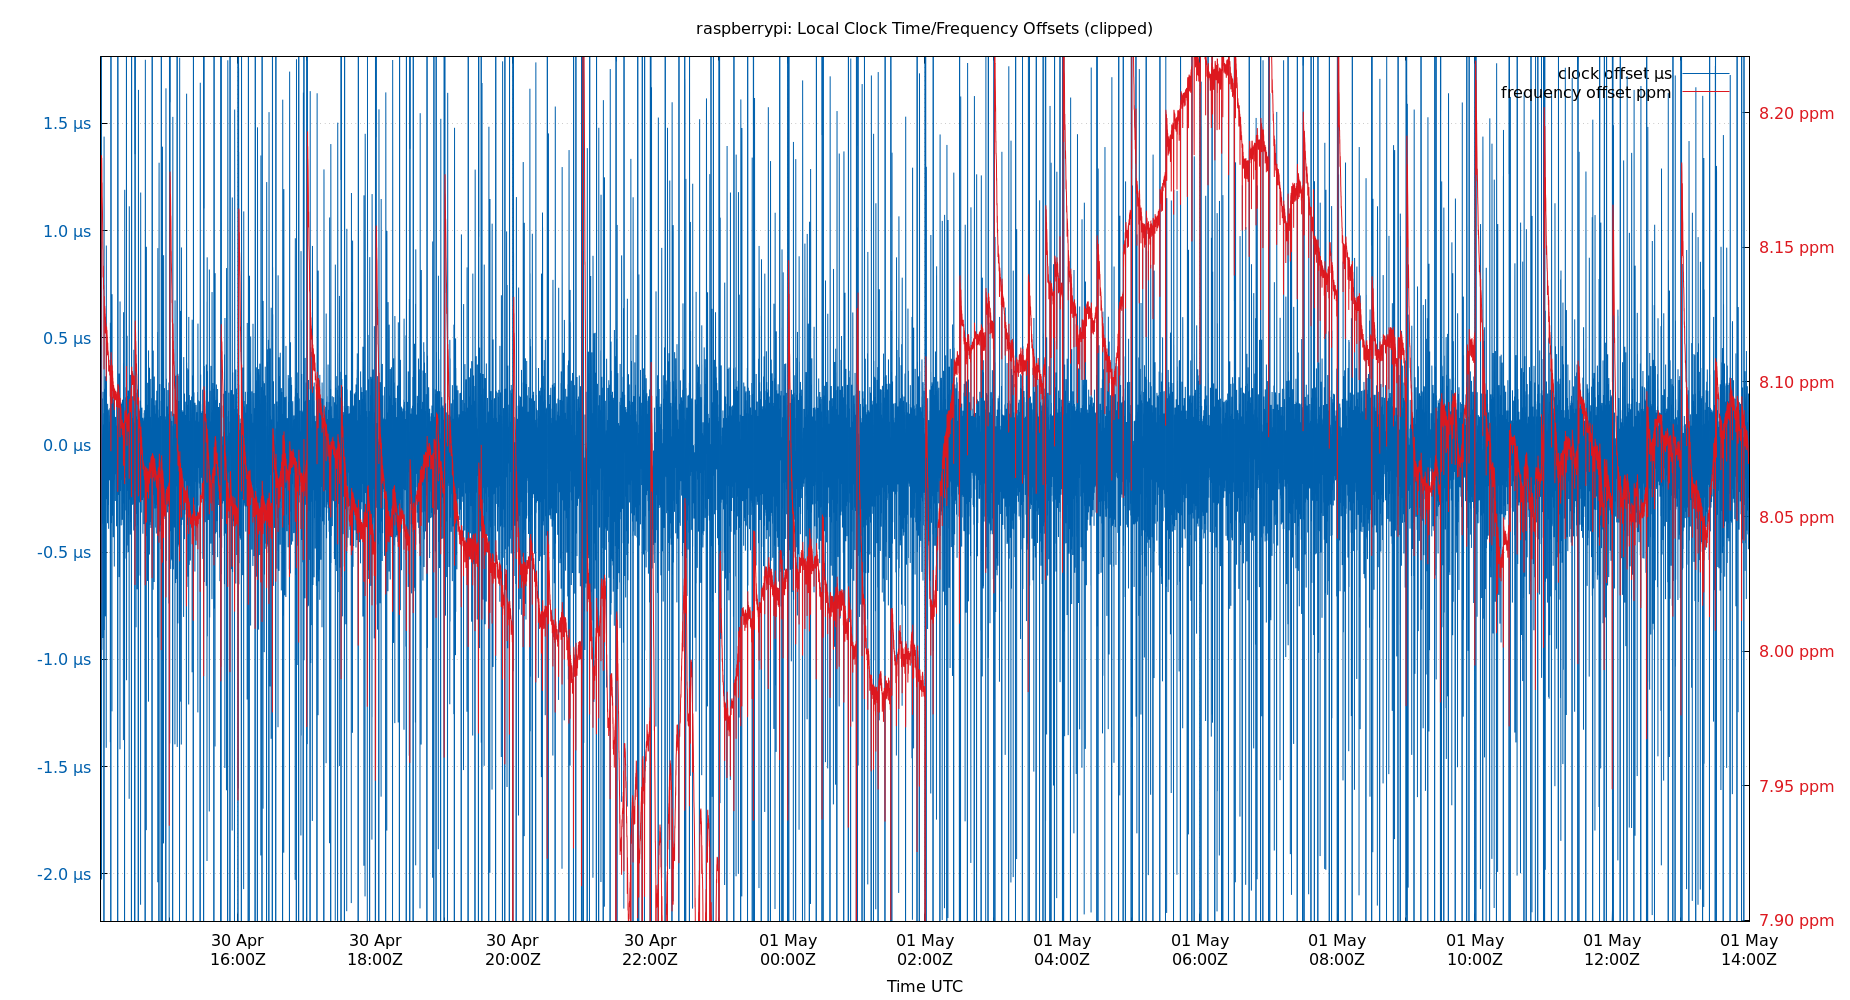 raspberrypi: Local Clock Time/Frequency Offsets (clipped)
clock offset µs
frequency offset ppm
1.5 µs
1.0 µs
0.5 µs
0.0 µs
-0.5 µs
-1.0 µs
-1.5 µs
-2.0 µs
8.20 ppm
8.15 ppm
8.10 ppm
8.05 ppm
8.00 ppm
7.95 ppm
7.90 ppm
30 Apr 30 Apr 30 Apr 30 Apr 01 May 01 May 01 May 01 May 01 May 01 May 01 May 01 May
16:00Z 18:00Z 20:00Z 22:00Z 00:00Z 02:00Z 04:00Z 06:00Z 08:00Z 10:00Z 12:00Z 14:00Z
Time UTC